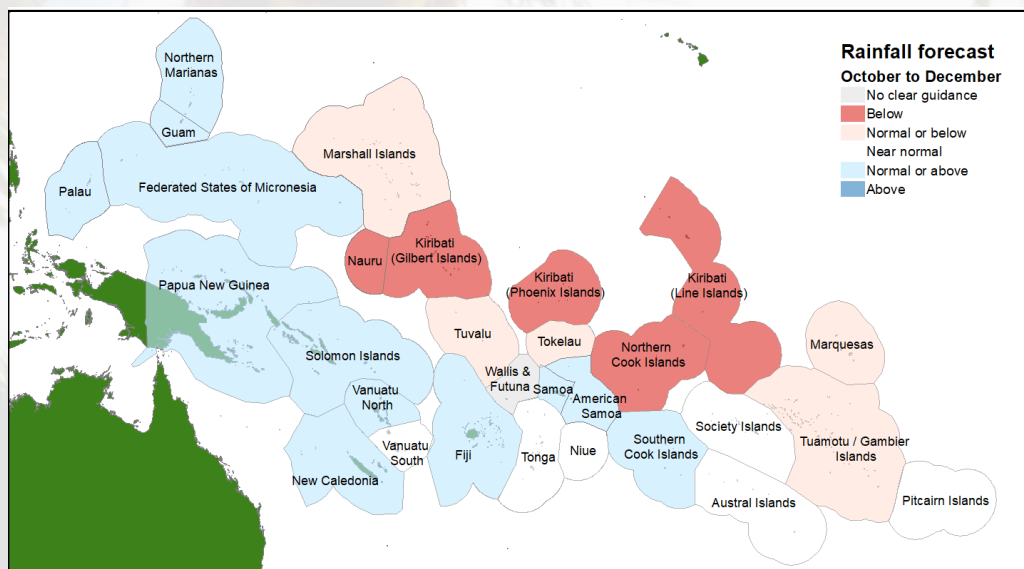 Rainfall forecast
October to December
No clear guidance
Below
Normal or below
Near normal
Normal or above
Above
Northern
Marianas
Guam
Marshall Islands
Palau
Federated States of Micronesia
Nauru
Kiribati
(Gilbert Islands)
Kiribati
(Phoenix Islands)
Kiribati
(Line Islands)
Papua New Guinea
Tuvalu
Tokelau
Northern
Cook Islands
Marquesas
Solomon Islands
Wallis &
Futuna
Samoa
American
Samoa
Vanuatu
North
Vanuatu
South
Fiji
Tonga
Niue
Southern
Cook Islands
Society Islands
Tuamotu / Gambier
Islands
New Caledonia
Austral Islands
Pitcairn Islands